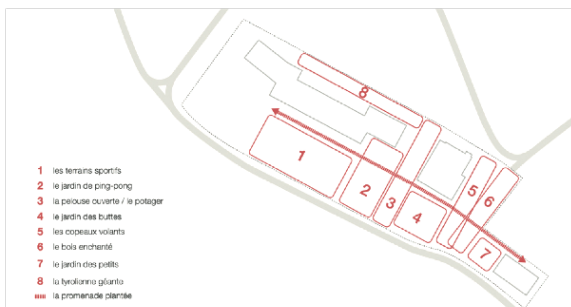 8
1
2
3
4
5
6
7
1 les terrains sportifs
2 le jardin de ping-pong
3 la pelouse ouverte / le potager
4 le jardin des buttes
5 les copeaux volants
6 le bois enchanté
7 le jardin des petits
8 la tyrolienne géante
la promenade plantée